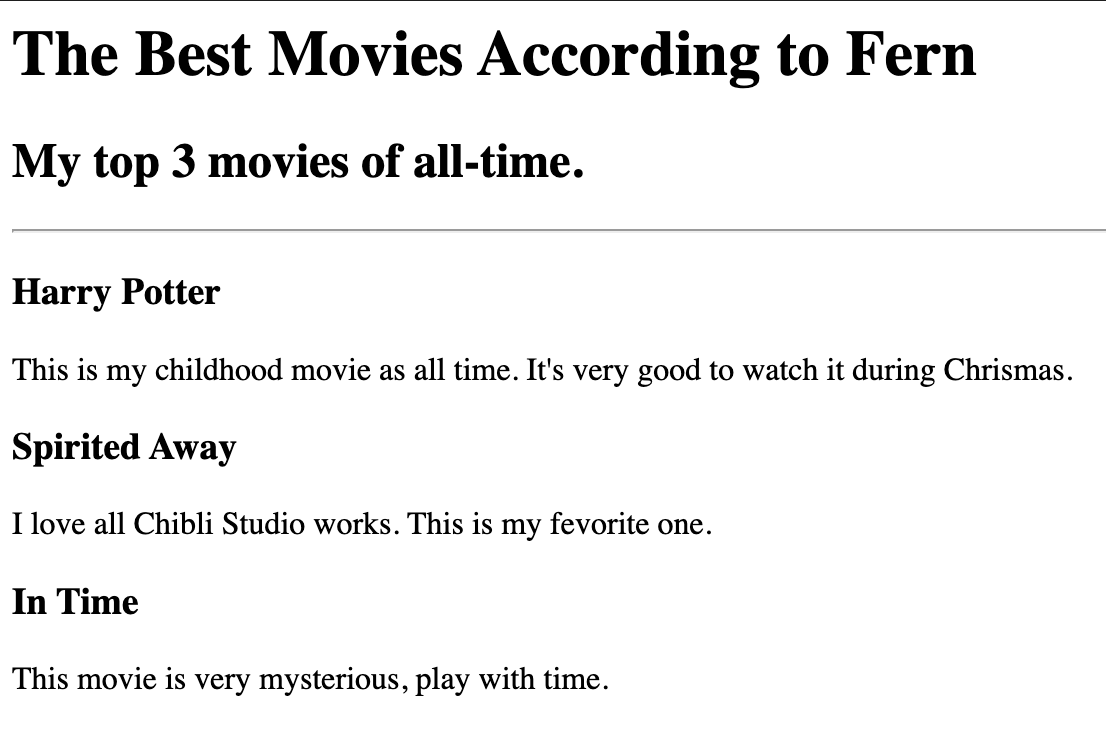 The Best Movies According to Fern
My top 3 movies of all-time.
Harry Potter
This is my childhood movie as all time. It's very good to watch it during Chrismas.
Spirited Away
I love all Chibli Studio works. This is my fevorite one.
In Time
This movie is very mysterious, play with time.